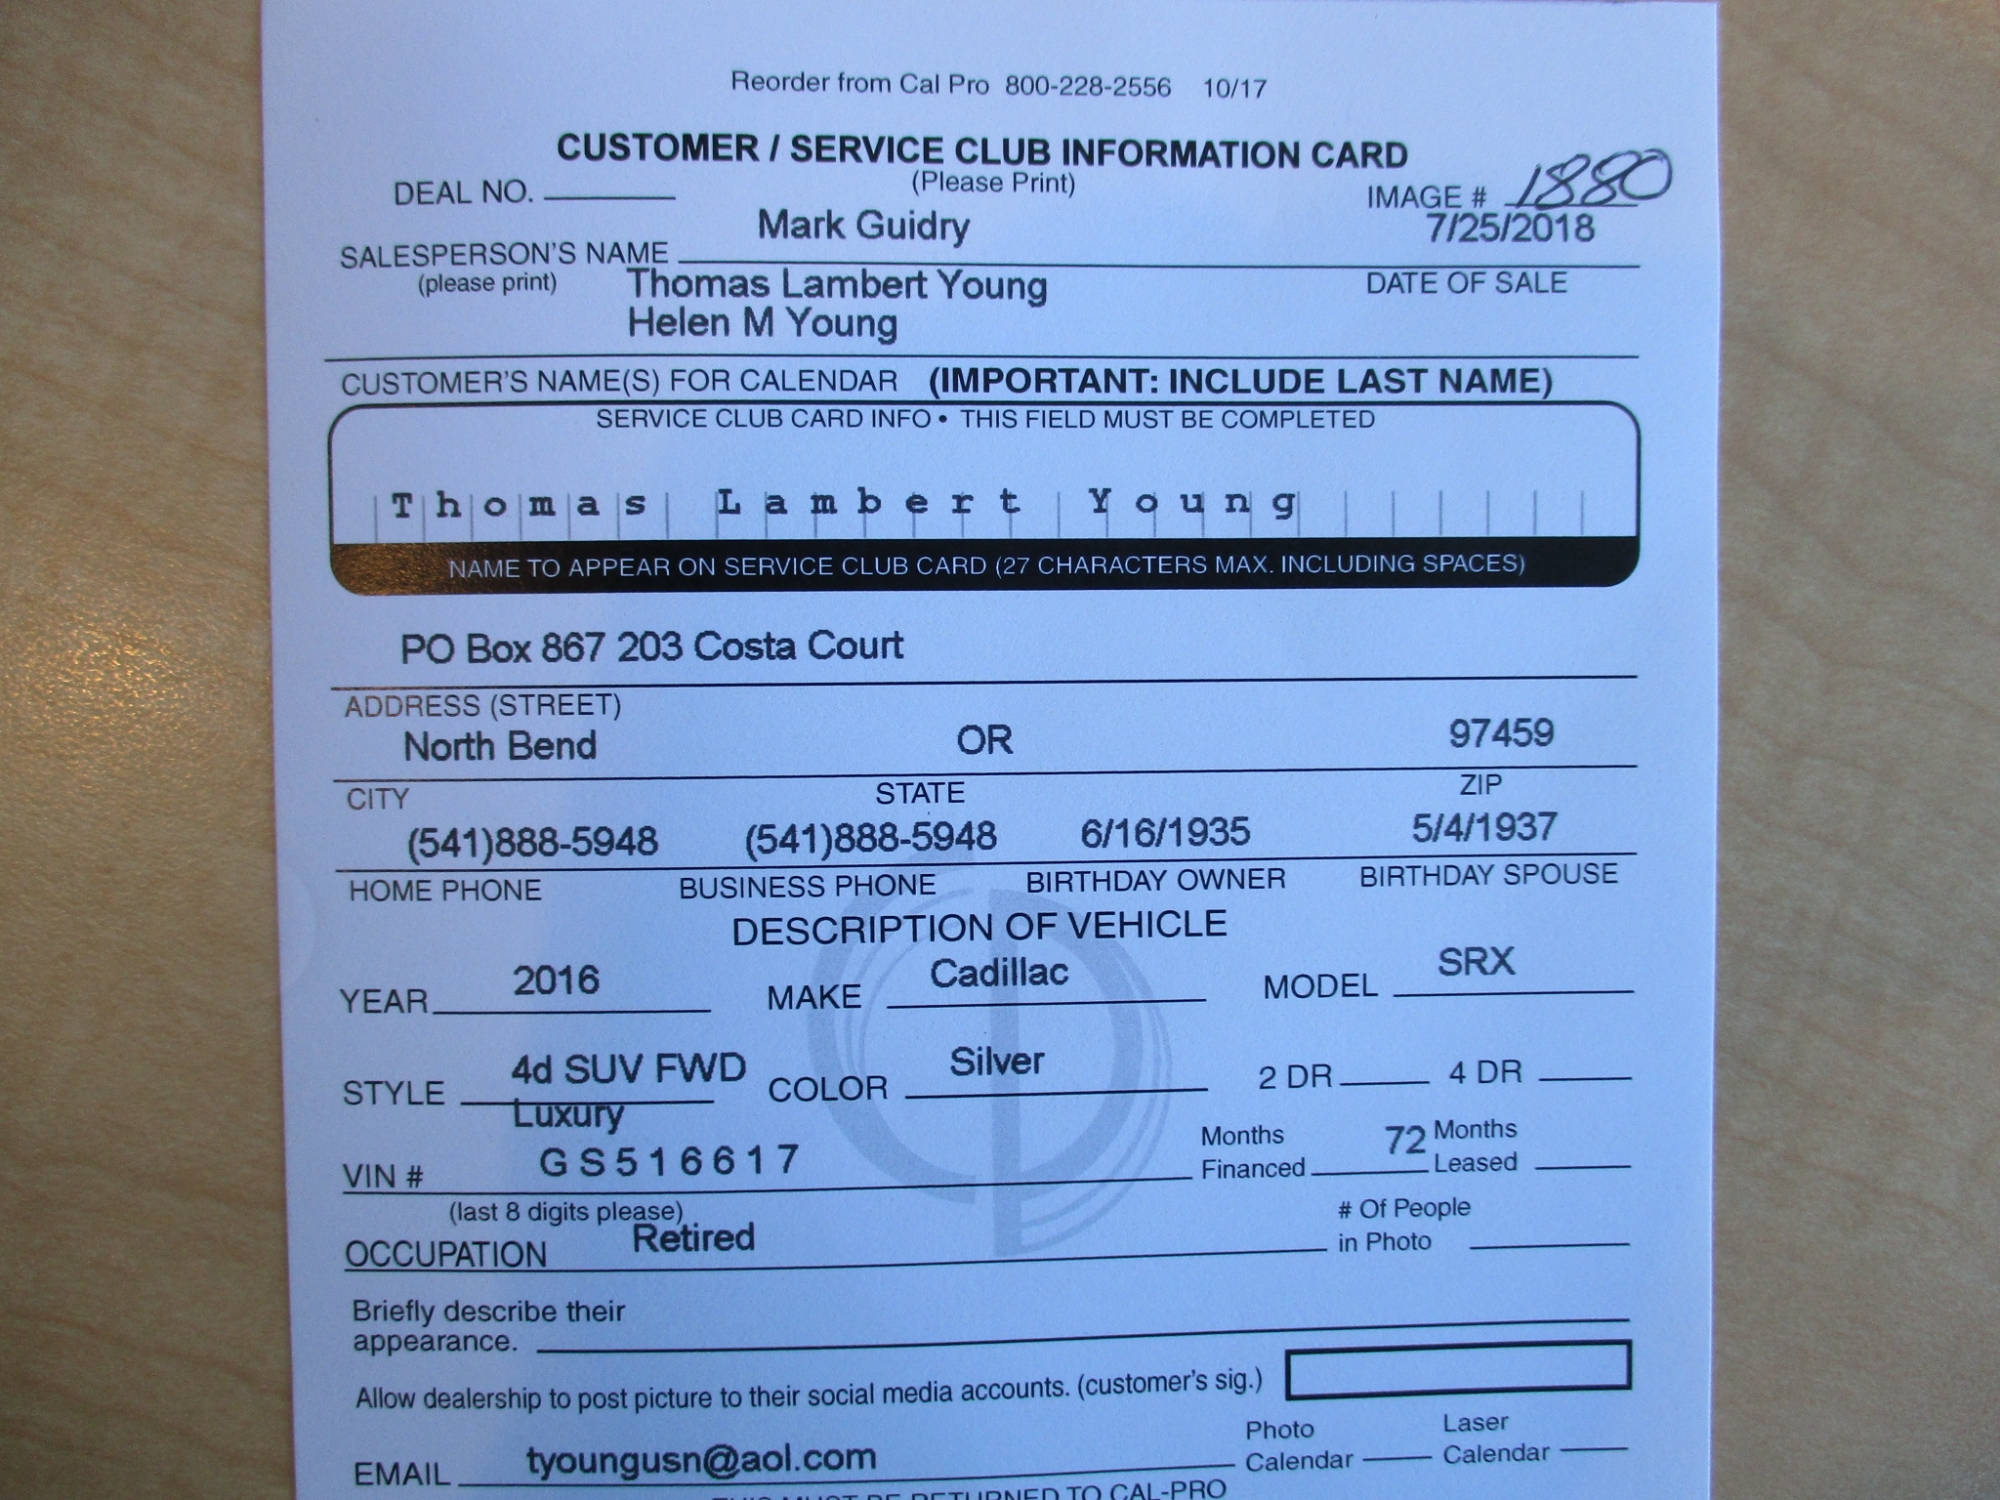 Reorder from Cal Pro 800-228-2556 10/17
CUSTOMER / SERVICE CLUB INFORMATION CARD
(Please Print)
DEAL NO.
IMAGE # 1880
Mark Guidry
7/25/2018
SALESPERSON'S NAME
(please print)
DATE OF SALE
Thomas Lambert Young
Helen M Young
CUSTOMER'S NAME(S) FOR CALENDAR (IMPORTANT: INCLUDE LAST NAME)
SERVICE CLUB CARD INFO • THIS FIELD MUST BE COMPLETED
Thomas Lambert Young
NAME TO APPEAR ON SERVICE CLUB CARD (27 CHARACTERS MAX. INCLUDING SPACES)
PO Box 867 203 Costa Court
ADDRESS (STREET)
North Bend OR 97459
CITY STATE ZIP
(541)888-5948 (541)888-5948 6/16/1935 5/4/1937
HOME PHONE BUSINESS PHONE BIRTHDAY OWNER BIRTHDAY SPOUSE
DESCRIPTION OF VEHICLE
YEAR 2016 MAKE Cadillac MODEL SRX
STYLE 4d SUV FWD COLOR Silver 2 DR 4 DR
Luxury
VIN # GS516617 Months Financed 72 Months Leased
(last 8 digits please)
OCCUPATION Retired # Of People in Photo
Briefly describe their
appearance.
Allow dealership to post picture to their social media accounts. (customer's sig.)
EMAIL tyoungusn@aol.com Photo Calendar Laser Calendar
THIS MUST BE RETURNED TO CAL-PRO